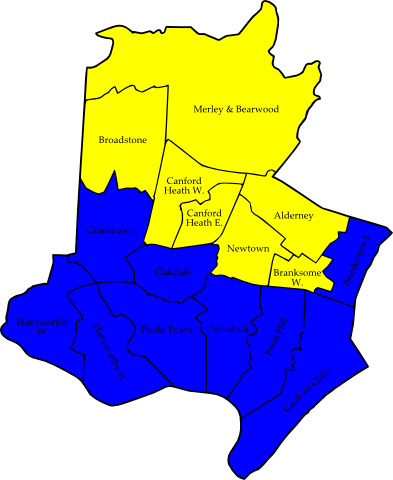 Merley & Bearwood
Broadstone
Canford
Heath W.
Canford
Heath E.
Alderney
Creekmoor
Newtown
Oakdale
Branksome
W.
Branksome E.
Hamworthy
W.
Hamworthy E.
Poole Town
Parkstone
Penn Hill
Canford Cliffs